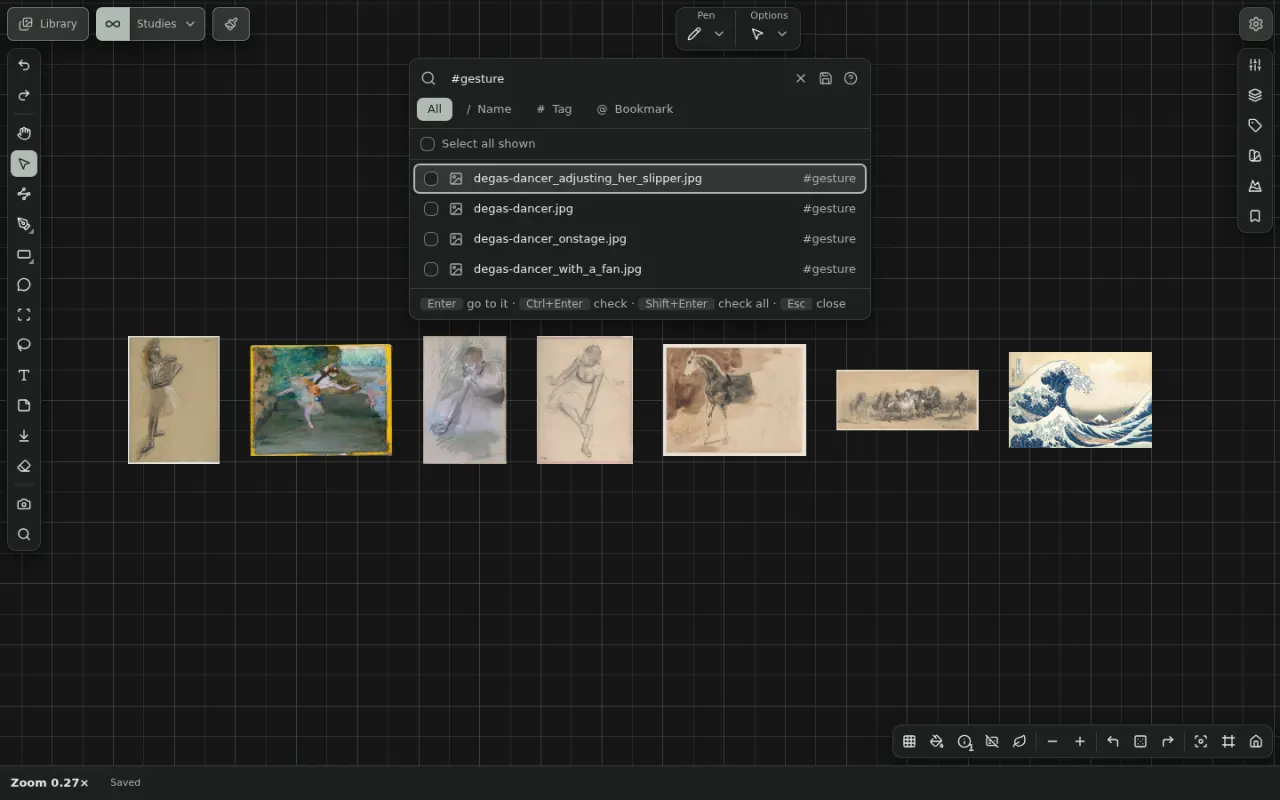 Library
Studies
Pen
Options
#gesture
All
/ Name
# Tag
@ Bookmark
Select all shown
degas-dancer_adjusting_her_slipper.jpg #gesture
degas-dancer.jpg #gesture
degas-dancer_onstage.jpg #gesture
degas-dancer_with_a_fan.jpg #gesture
Enter go to it · Ctrl+Enter check · Shift+Enter check all · Esc close
T
1
Zoom 0.27×
Saved